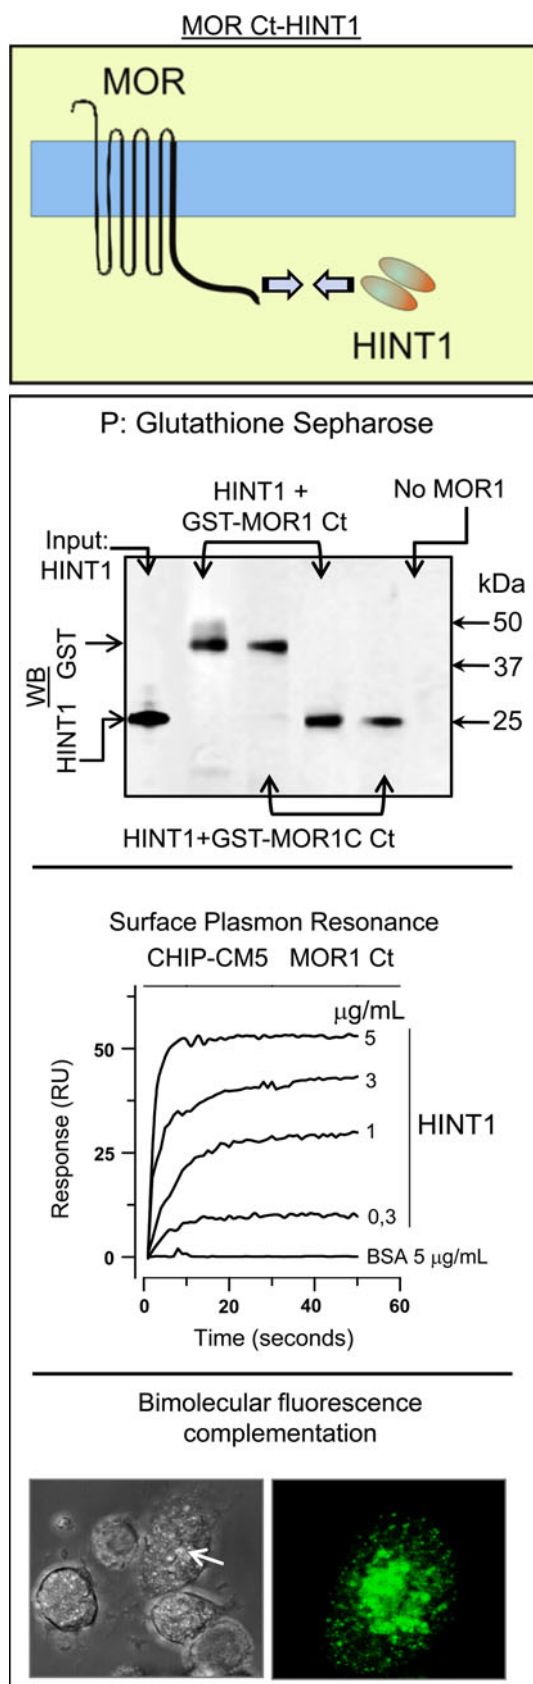 MOR Ct-HINT1
MOR
HINT1
P: Glutathione Sepharose
HINT1 +
GST-MOR1 Ct
No MOR1
Input:
HINT1
kDa
50
37
25
WB
GST
HINT1
HINT1+GST-MOR1C Ct
Surface Plasmon Resonance
CHIP-CM5 MOR1 Ct
μg/mL
5
3
1
0,3
HINT1
BSA 5 μg/mL
Response (RU)
50
25
0
0 20 40 60
Time (seconds)
Bimolecular fluorescence
complementation